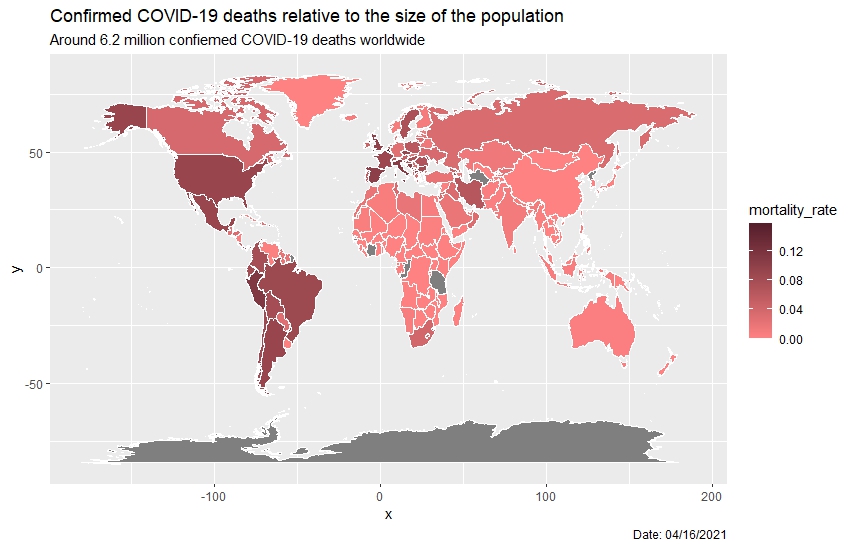 Confirmed COVID-19 deaths relative to the size of the population
Around 6.2 million confiemed COVID-19 deaths worldwide
50
0
-50
y
-100
0
100
200
x
mortality_rate
0.12
0.08
0.04
0.00
Date: 04/16/2021